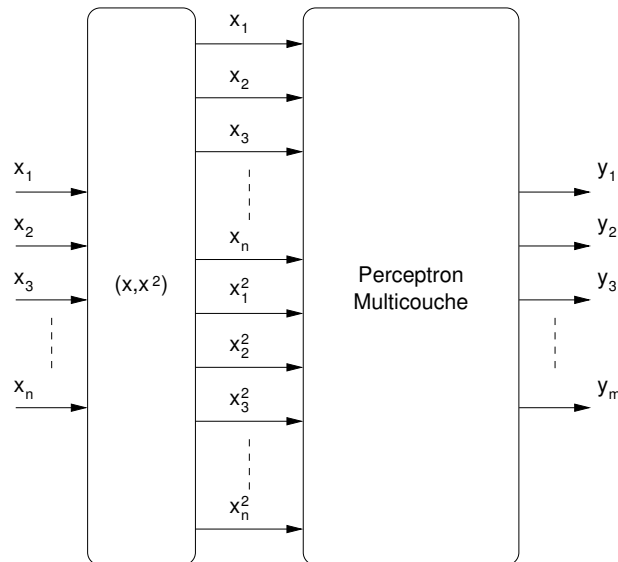 x₁
x₂
x₃
xₙ
(x,x²)
x₁
x₂
x₃
xₙ
x₁²
x₂²
x₃²
xₙ²
Perceptron
Multicouche
y₁
y₂
y₃
yₘ